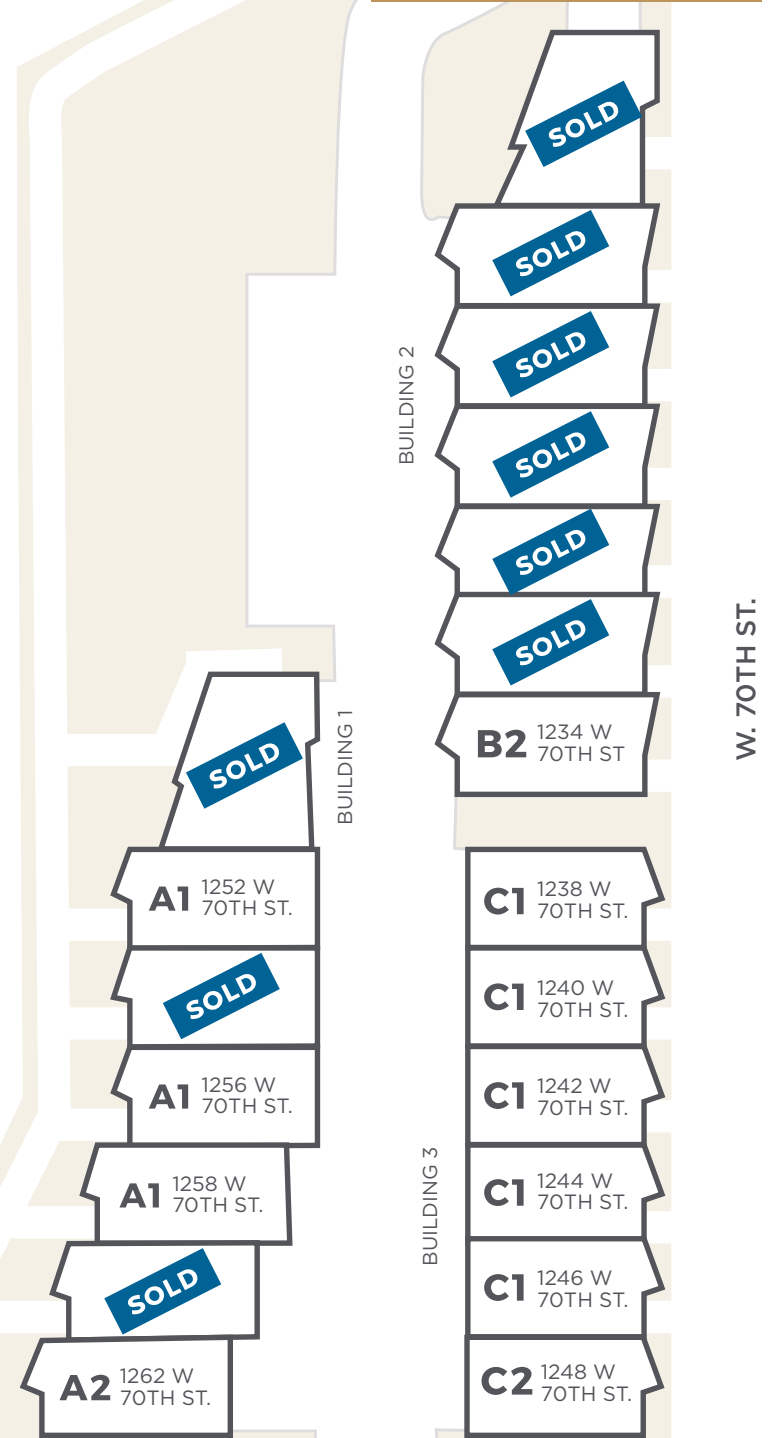 SOLD
SOLD
SOLD
SOLD
SOLD
SOLD
B2 1234 W
70TH ST
BUILDING 2
W. 70TH ST.
SOLD
BUILDING 1
A1 1252 W
70TH ST.
SOLD
A1 1256 W
70TH ST.
A1 1258 W
70TH ST.
SOLD
A2 1262 W
70TH ST.
C1 1238 W
70TH ST.
C1 1240 W
70TH ST.
C1 1242 W
70TH ST.
C1 1244 W
70TH ST.
C1 1246 W
70TH ST.
C2 1248 W
70TH ST.
BUILDING 3